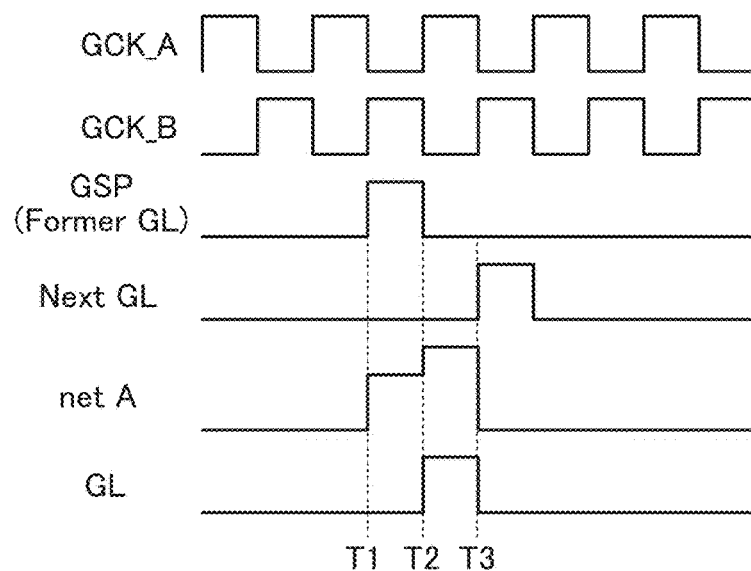 GCK_A
GCK_B
GSP
(Former GL)
Next GL
net A
GL
T1 T2 T3